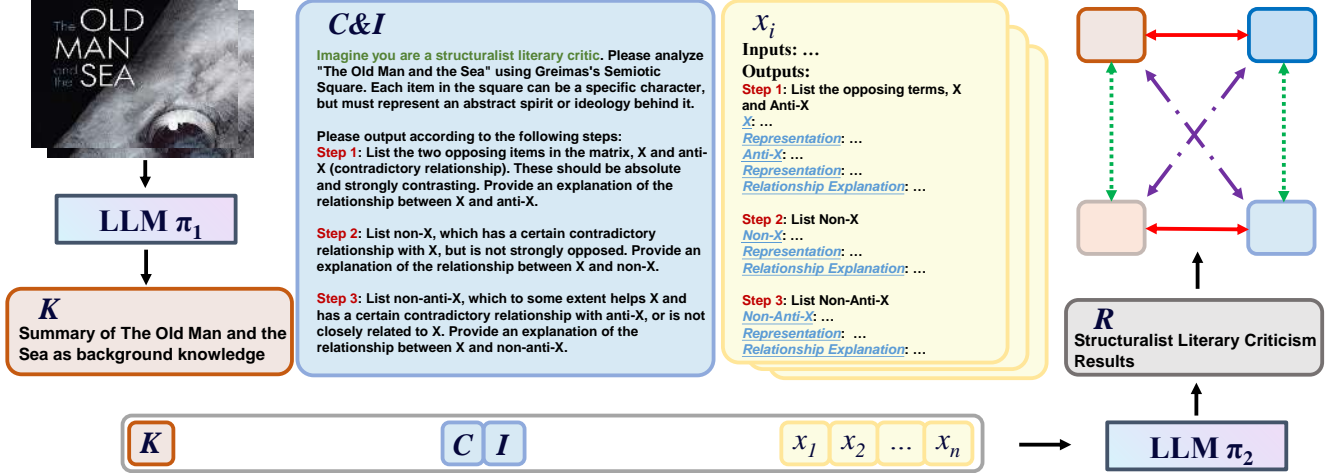 The OLD
MAN
and the
SEA
LLM π₁
K
Summary of The Old Man and the
Sea as background knowledge
C&I
Imagine you are a structuralist literary critic. Please analyze
"The Old Man and the Sea" using Greimas's Semiotic
Square. Each item in the square can be a specific character,
but must represent an abstract spirit or ideology behind it.
Please output according to the following steps:
Step 1: List the two opposing items in the matrix, X and anti-
X (contradictory relationship). These should be absolute
and strongly contrasting. Provide an explanation of the
relationship between X and anti-X.
Step 2: List non-X, which has a certain contradictory
relationship with X, but is not strongly opposed. Provide an
explanation of the relationship between X and non-X.
Step 3: List non-anti-X, which to some extent helps X and
has a certain contradictory relationship with anti-X, or is not
closely related to X. Provide an explanation of the
relationship between X and non-anti-X.
xᵢ
Inputs: ...
Outputs:
Step 1: List the opposing terms, X
and Anti-X
X: ...
Representation: ...
Anti-X: ...
Representation: ...
Relationship Explanation: ...
Step 2: List Non-X
Non-X: ...
Representation: ...
Relationship Explanation: ...
Step 3: List Non-Anti-X
Non-Anti-X: ...
Representation: ...
Relationship Explanation: ...
R
Structuralist Literary Criticism
Results
K C I x₁ x₂ ... xₙ
LLM π₂